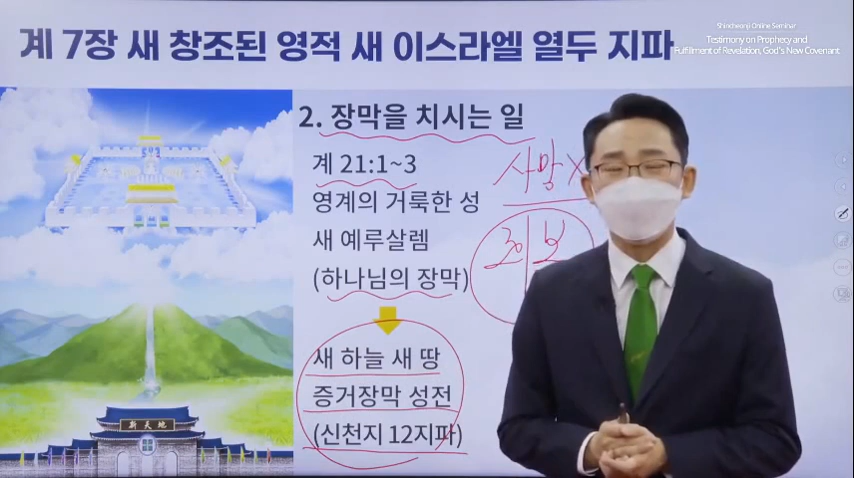 Shincheonji Online Seminar
Testimony on Prophecy and
Fulfillment of Revelation, God's New Covenant
계 7장 새 창조된 영적 새 이스라엘 열두 지파
2. 장막을 치시는 일
계 21:1~3
영계의 거룩한 성
새 예루살렘
(하나님의 장막)
새 하늘 새 땅
증거장막 성전
(신천지 12지파)
사망 X
新天地